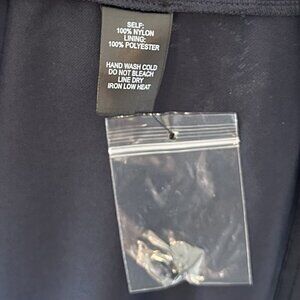 SELF:
100% NYLON
LINING:
100% POLYESTER
HAND WASH COLD
DO NOT BLEACH
LINE DRY
IRON LOW HEAT